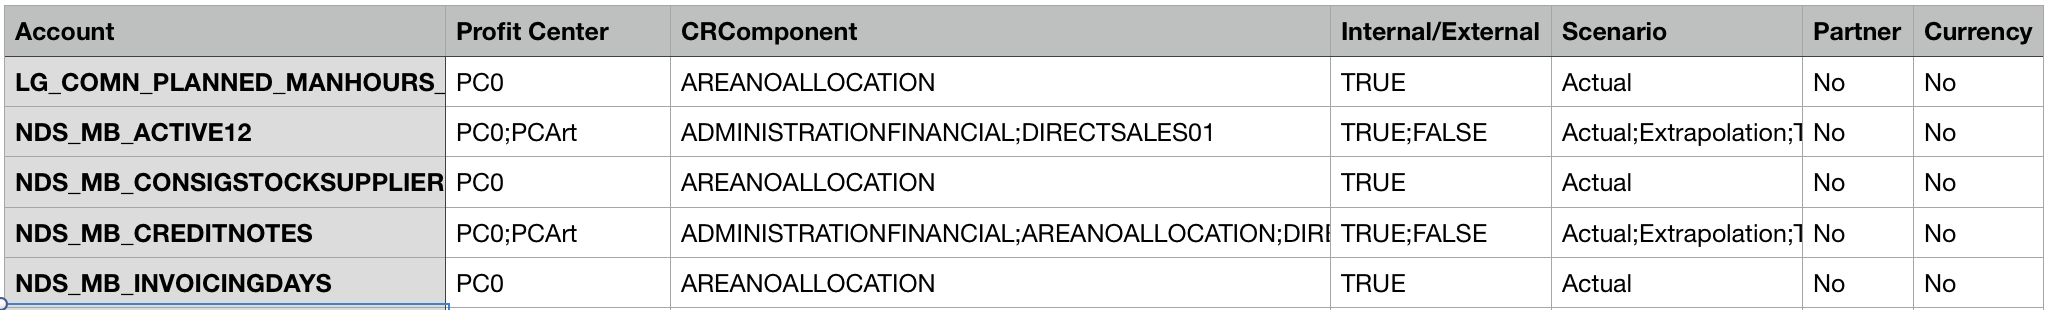 Account Profit Center CRComponent Internal/External Scenario Partner Currency
LG_COMN_PLANNED_MANHOURS_ PC0 AREANOALLOCATION TRUE Actual No No
NDS_MB_ACTIVE12 PC0;PCArt ADMINISTRATIONFINANCIAL;DIRECTSALES01 TRUE;FALSE Actual;Extrapolation;T No No
NDS_MB_CONSIGSTOCKSUPPLIER PC0 AREANOALLOCATION TRUE Actual No No
NDS_MB_CREDITNOTES PC0;PCArt ADMINISTRATIONFINANCIAL;AREANOALLOCATION;DIRE TRUE;FALSE Actual;Extrapolation;T No No
NDS_MB_INVOICINGDAYS PC0 AREANOALLOCATION TRUE Actual No No